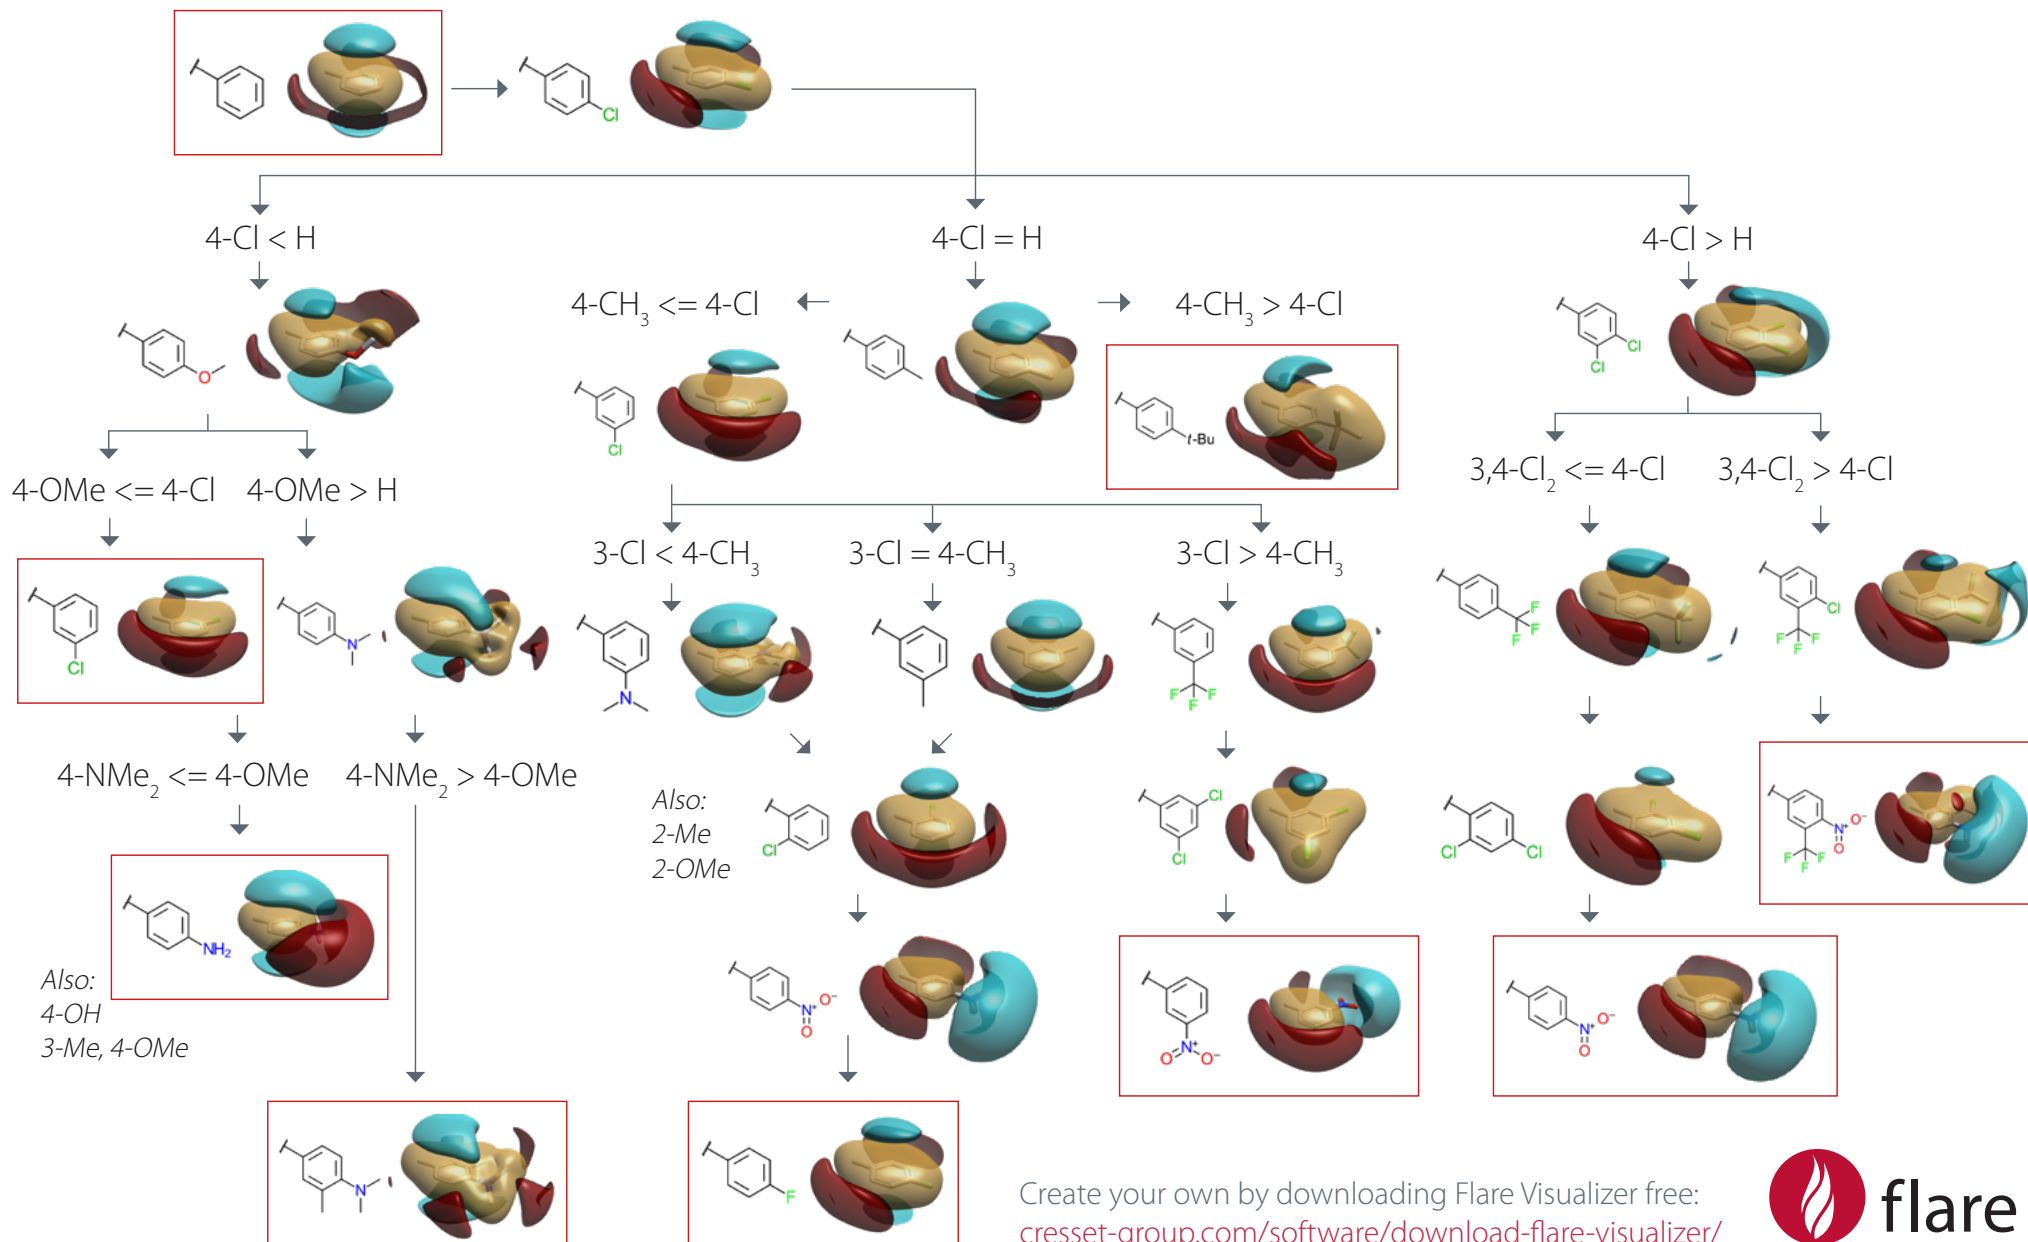 Cl
4-Cl < H
4-Cl = H
4-Cl > H
4-CH₃ <= 4-Cl
4-CH₃ > 4-Cl
O
Cl
Cl
Cl
t-Bu
4-OMe <= 4-Cl
4-OMe > H
3,4-Cl₂ <= 4-Cl
3,4-Cl₂ > 4-Cl
3-Cl < 4-CH₃
3-Cl = 4-CH₃
3-Cl > 4-CH₃
Cl
N
N
F
F
F
F
F
F
Cl
F
F
F
4-NMe₂ <= 4-OMe
4-NMe₂ > 4-OMe
Also:
2-Me
2-OMe
Cl
Cl
Cl
Cl
Cl
N⁺
O⁻
O
F
F
F
NH₂
Also:
4-OH
3-Me, 4-OMe
N⁺
O⁻
O
N⁺
O
O⁻
N⁺
O⁻
O
N
F
Create your own by downloading Flare Visualizer free:
cresset-group.com/software/download-flare-visualizer/
flare